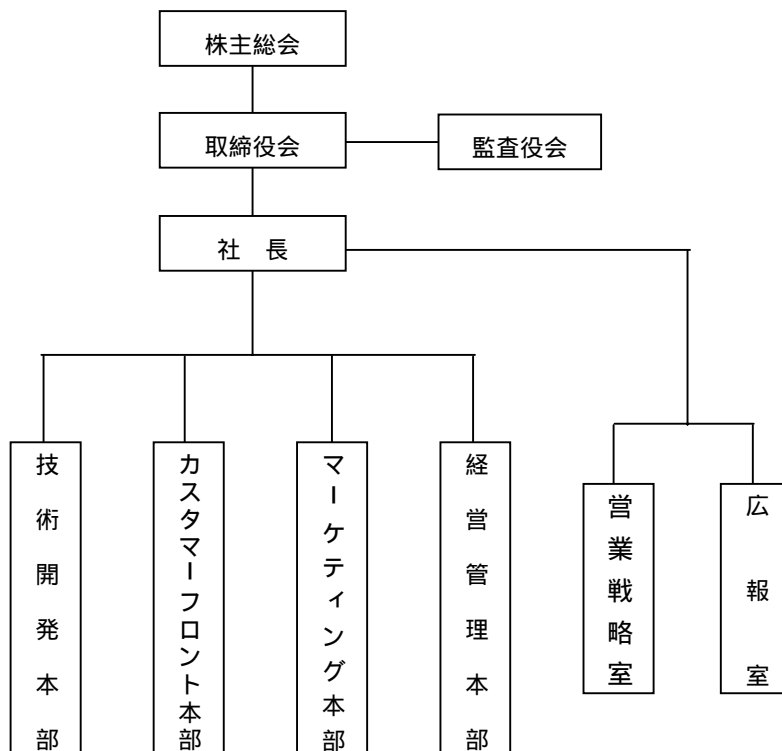 株主総会
取締役会
監査役会
社　長
技術開発本部
カスタマーフロント本部
マーケティング本部
経営管理本部
営業戦略室
広報室